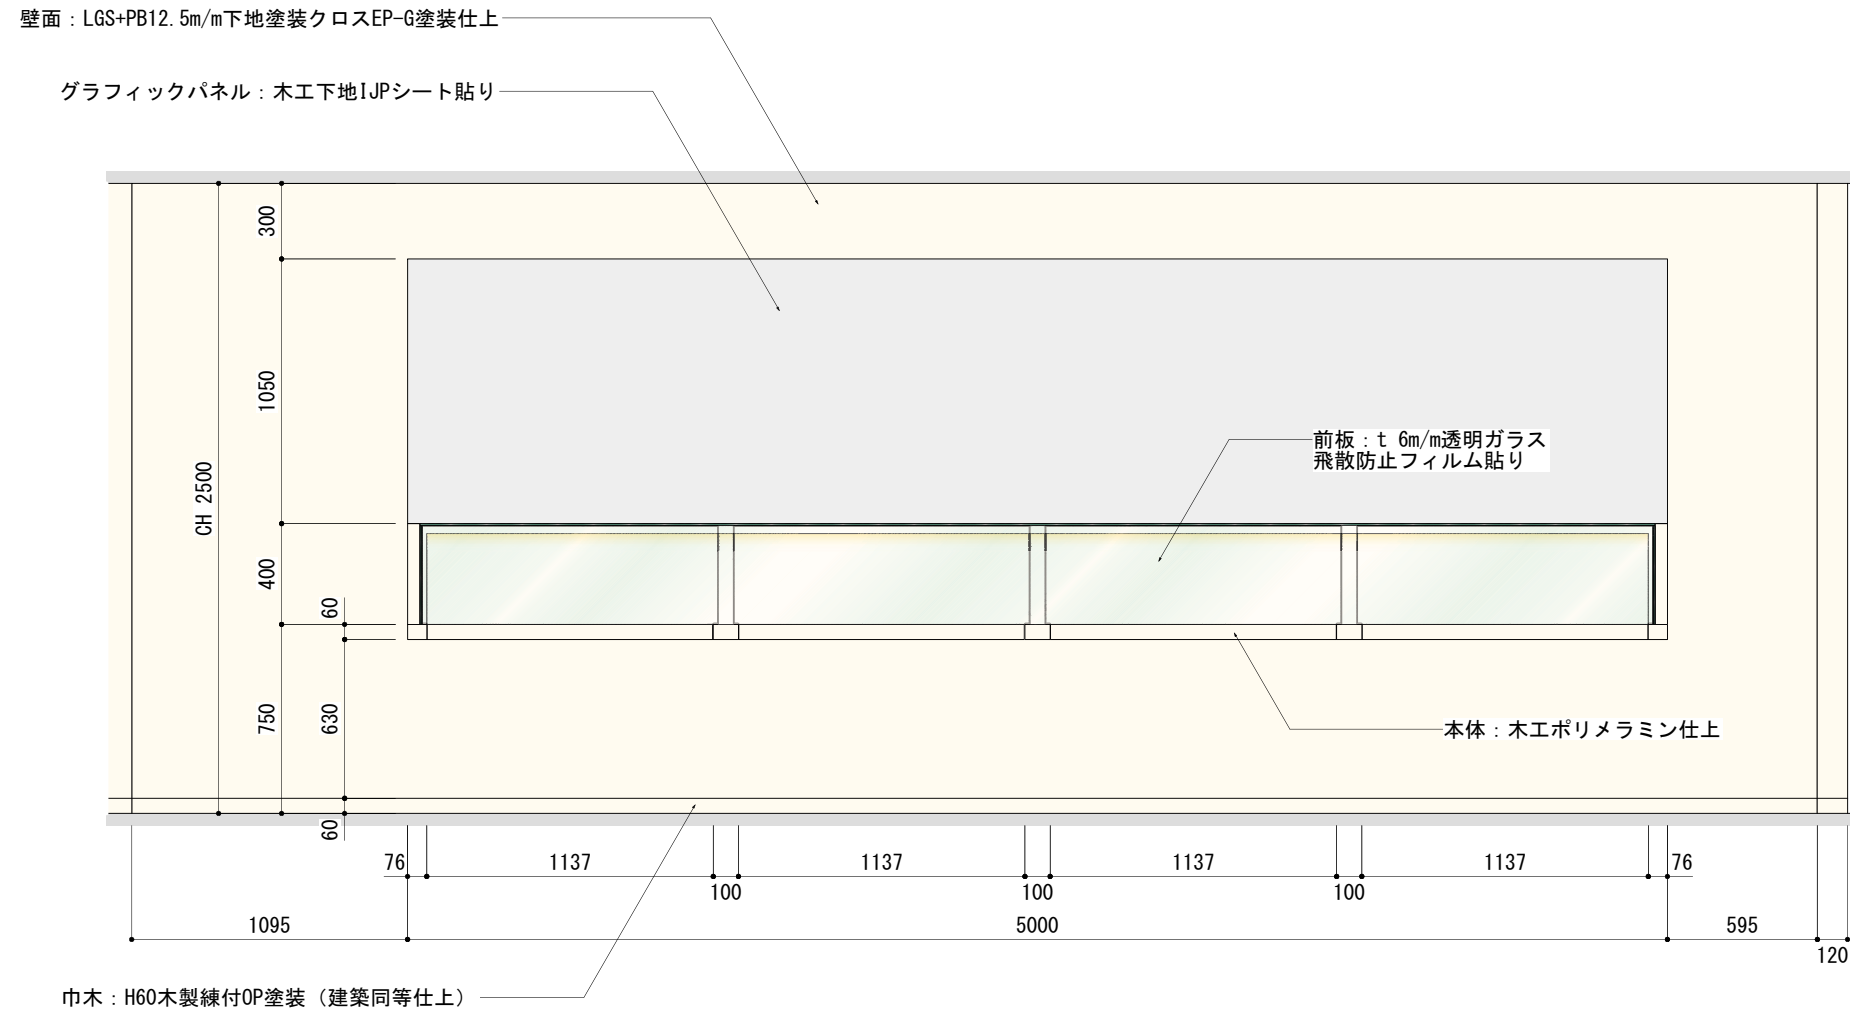 壁面：LGS+PB12.5m/m下地塗装クロスEP-G塗装仕上
グラフィックパネル：木工下地IJPシート貼り
300
1050
CH 2500
前板：t 6m/m透明ガラス
飛散防止フィルム貼り
400
60
750
630
本体：木工ポリメラミン仕上
60
76
1137
1137
1137
1137
76
100
100
100
1095
5000
595
120
巾木：H60木製練付OP塗装（建築同等仕上）